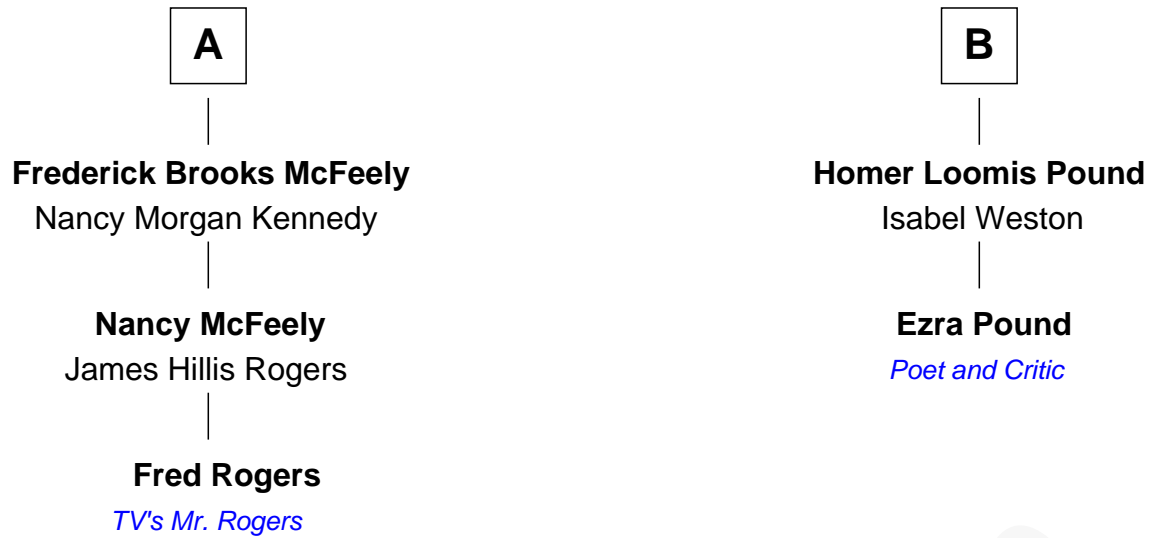 A
B
Frederick Brooks McFeely
Homer Loomis Pound
Nancy Morgan Kennedy
Isabel Weston
Nancy McFeely
Ezra Pound
James Hillis Rogers
Poet and Critic
Fred Rogers
TV's Mr. Rogers